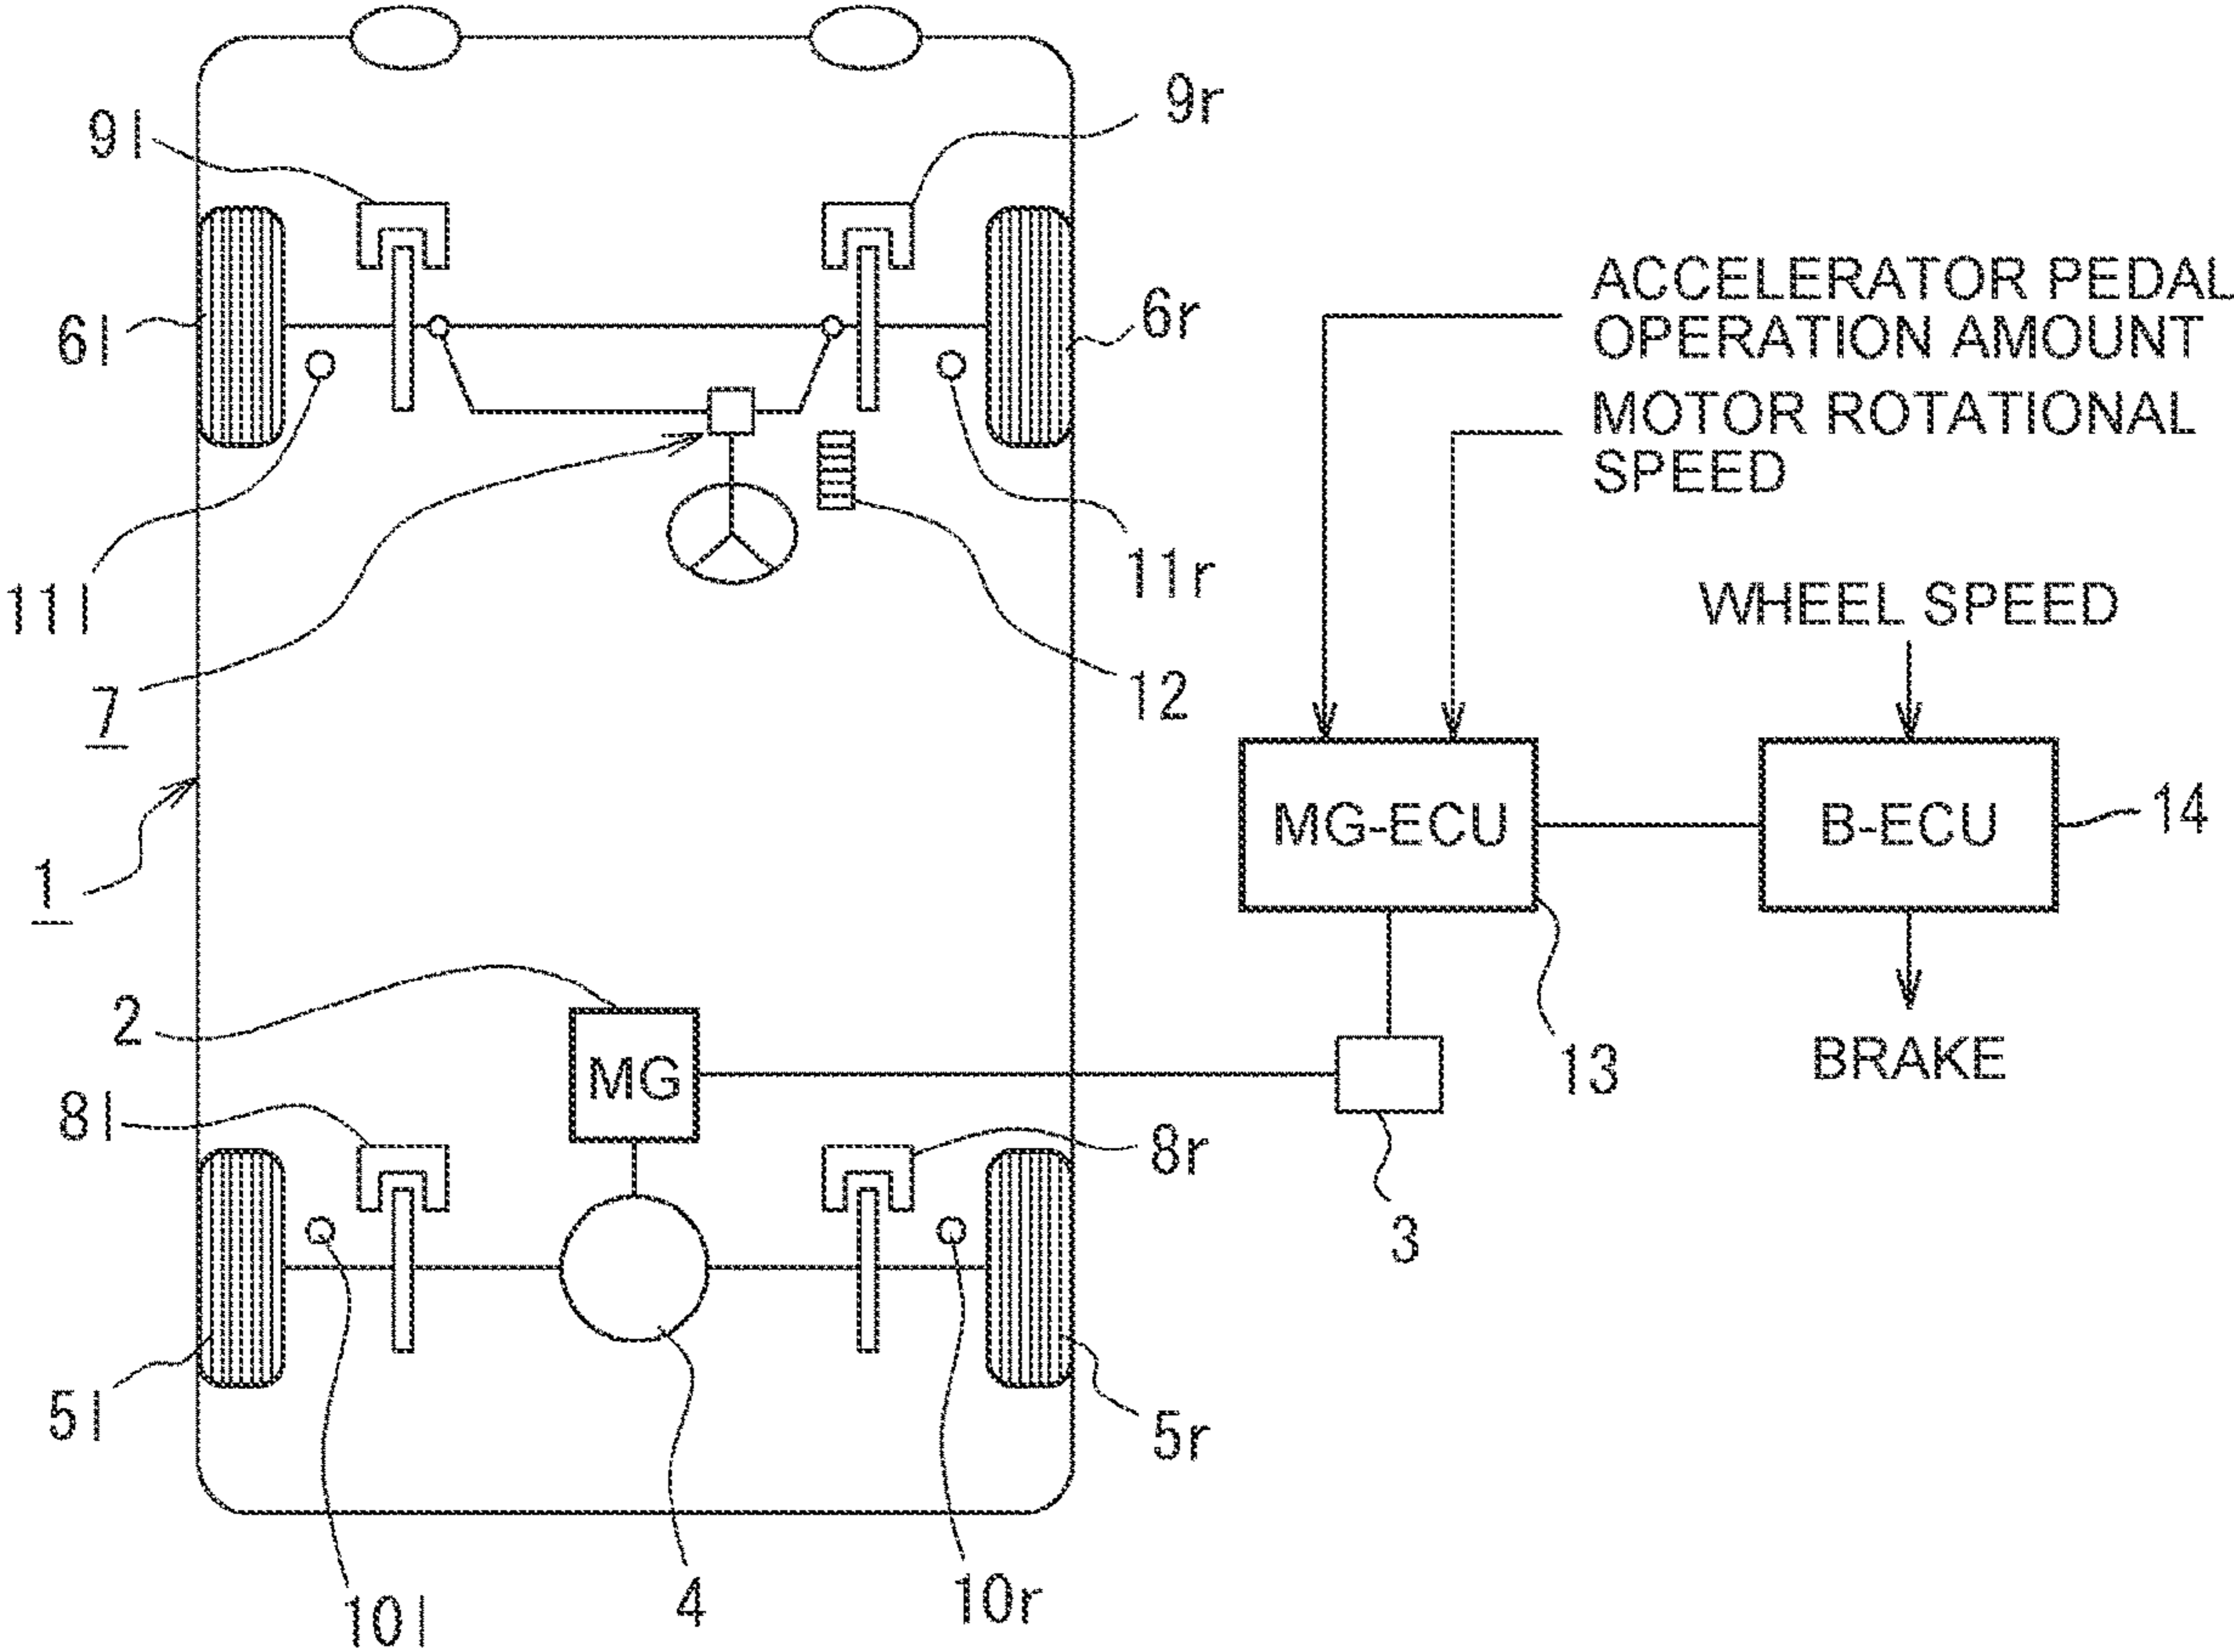 9r
9l
ACCELERATOR PEDAL
OPERATION AMOUNT
6l
6r
MOTOR ROTATIONAL
SPEED
11l
11r
WHEEL SPEED
7
12
MG-ECU
B-ECU
14
1
2
MG
13
BRAKE
8l
8r
3
5l
5r
10l
4
10r